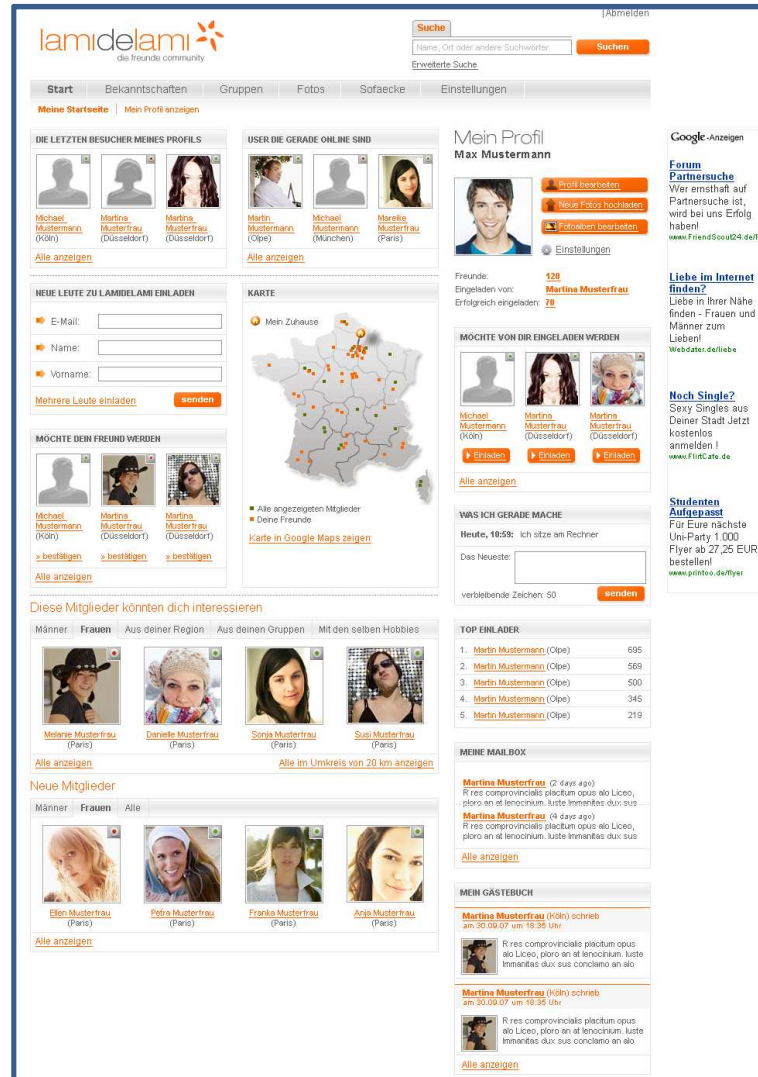 |Abmelden
lamidelami
die freunde community
Suche
Name, Ort oder andere Suchwörter
Suchen
Erweiterte Suche
Start Bekanntschaften Gruppen Fotos Sofaecke Einstellungen
Meine Startseite | Mein Profil anzeigen
DIE LETZTEN BESUCHER MEINES PROFILS
Michael Mustermann (Köln)
Martina Musterfrau (Düsseldorf)
Martina Musterfrau (Düsseldorf)
Alle anzeigen
USER DIE GERADE ONLINE SIND
Martin Mustermann (Olpe)
Michael Mustermann (München)
Mareike Musterfrau (Paris)
Alle anzeigen
NEUE LEUTE ZU LAMIDELAMI EINLADEN
E-Mail:
Name:
Vorname:
Mehrere Leute einladen
senden
KARTE
Mein Zuhause
Alle angezeigten Mitglieder
Deine Freunde
Karte in Google Maps zeigen
MÖCHTE DEIN FREUND WERDEN
Michael Mustermann (Köln)
Martina Musterfrau (Düsseldorf)
Martina Musterfrau (Düsseldorf)
» bestätigen » bestätigen » bestätigen
Alle anzeigen
Diese Mitglieder könnten dich interessieren
Männer Frauen Aus deiner Region Aus deinen Gruppen Mit den selben Hobbies
Melanie Musterfrau (Paris)
Danielle Musterfrau (Paris)
Sonja Musterfrau (Paris)
Susi Musterfrau (Paris)
Alle anzeigen
Alle im Umkreis von 20 km anzeigen
Neue Mitglieder
Männer Frauen Alle
Ellen Musterfrau (Paris)
Petra Musterfrau (Paris)
Franka Musterfrau (Paris)
Anja Musterfrau (Paris)
Alle anzeigen
Mein Profil
Max Mustermann
Profil bearbeiten
Neue Fotos hochladen
Fotoalben bearbeiten
Einstellungen
Freunde: 120
Eingeladen von: Martina Musterfrau
Erfolgreich eingeladen: 70
MÖCHTE VON DIR EINGELADEN WERDEN
Michael Mustermann (Köln)
Martina Musterfrau (Düsseldorf)
Martina Musterfrau (Düsseldorf)
Einladen Einladen Einladen
Alle anzeigen
WAS ICH GERADE MACHE
Heute, 10:59: Ich sitze am Rechner
Das Neueste:
verbleibende Zeichen: 50
senden
TOP EINLADER
1. Martin Mustermann (Olpe) 695
2. Martin Mustermann (Olpe) 569
3. Martin Mustermann (Olpe) 500
4. Martin Mustermann (Olpe) 345
5. Martin Mustermann (Olpe) 219
MEINE MAILBOX
Martina Musterfrau (2 days ago)
R res comprovincialis placitum opus alo Liceo,
ploro an at lenocinium. Iuste Immanitas dux sus
Martina Musterfrau (4 days ago)
R res comprovincialis placitum opus alo Liceo,
ploro an at lenocinium. Iuste Immanitas dux sus
Alle anzeigen
MEIN GÄSTEBUCH
Martina Musterfrau (Köln) schrieb
am 30.09.07 um 18:35 Uhr
R res comprovincialis placitum opus
alo Liceo, ploro an at lenocinium. Iuste
Immanitas dux sus conclamo an alo
Martina Musterfrau (Köln) schrieb
am 30.09.07 um 18:35 Uhr
R res comprovincialis placitum opus
alo Liceo, ploro an at lenocinium. Iuste
Immanitas dux sus conclamo an alo
Alle anzeigen
Google-Anzeigen
Forum
Partnersuche
Wer ernsthaft auf
Partnersuche ist,
wird bei uns Erfolg
haben!
www.FriendScout24.de/F
Liebe im Internet
finden?
Liebe in Ihrer Nähe
finden - Frauen und
Männer zum
Lieben!
Webdater.de/liebe
Noch Single?
Sexy Singles aus
Deiner Stadt Jetzt
kostenlos
anmelden !
www.FlirtCafe.de
Studenten
Aufgepasst
Für Eure nächste
Uni-Party 1.000
Flyer ab 27,25 EUR
bestellen!
www.printoo.de/flyer